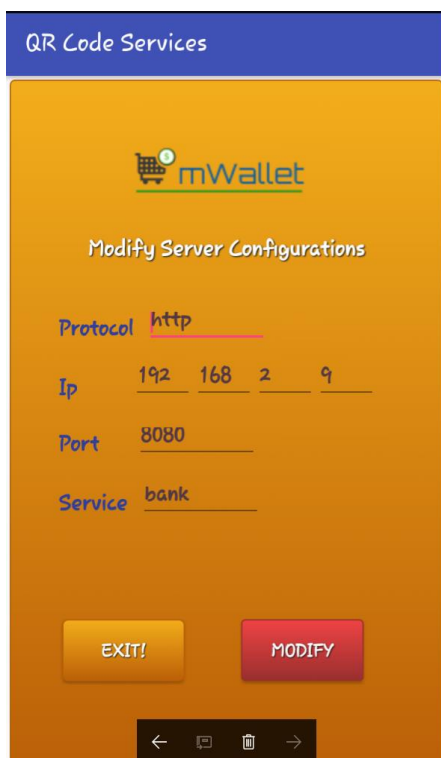 QR Code Services
$
mWallet
Modify Server Configurations
Protocol http
Ip 192 168 2 9
Port 8080
Service bank
EXIT! MODIFY